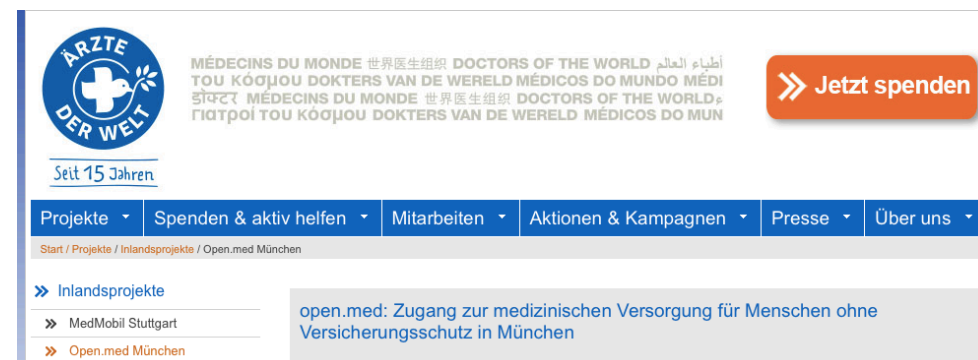 ÄRZTE
DER WELT
Seit 15 Jahren
MÉDECINS DU MONDE 世界医生组织 DOCTORS OF THE WORLD أطباء العالم
του κόσμου DOKTERS VAN DE WERELD MÉDICOS DO MUNDO MÉDI
डॉक्टर MÉDECINS DU MONDE 世界医生组织 DOCTORS OF THE WORLD
Γιατροί του κόσμου DOKTERS VAN DE WERELD MÉDICOS DO MUN
Jetzt spenden
Projekte Spenden & aktiv helfen Mitarbeiten Aktionen & Kampagnen Presse Über uns
Start / Projekte / Inlandsprojekte / Open.med München
Inlandsprojekte
MedMobil Stuttgart
Open.med München
open.med: Zugang zur medizinischen Versorgung für Menschen ohne
Versicherungsschutz in München